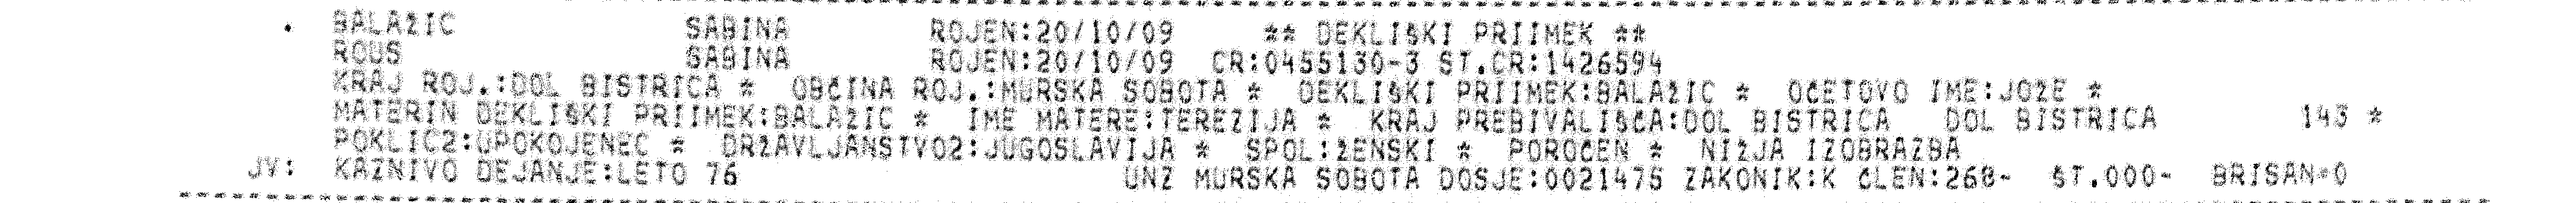 . BALAŽIC SABINA ROJEN:20/10/09 ** DEKLIŠKI PRIIMEK **
ROUS SABINA ROJEN:20/10/09 CR:0455130-3 ST.CR:1426594
KRAJ ROJ.:DOL BISTRICA * OBČINA ROJ.:MURSKA SOBOTA * DEKLIŠKI PRIIMEK:BALAŽIC * OČETOVO IME:JOŽE *
MATERIN DEKLIŠKI PRIIMEK:BALAŽIC * IME MATERE:TEREZIJA * KRAJ PREBIVALIŠČA:DOL BISTRICA DOL BISTRICA 143 *
POKLIC2:UPOKOJENEC * DRŽAVLJANSTVO2:JUGOSLAVIJA * SPOL:ŽENSKI * POROČEN * NIŽJA IZOBRAZBA
JV: KAZNIVO DEJANJE:LETO 76 UNZ MURSKA SOBOTA DOSJE:0021475 ZAKONIK:K ČLEN:268- ŠT.000- BRISAN=0